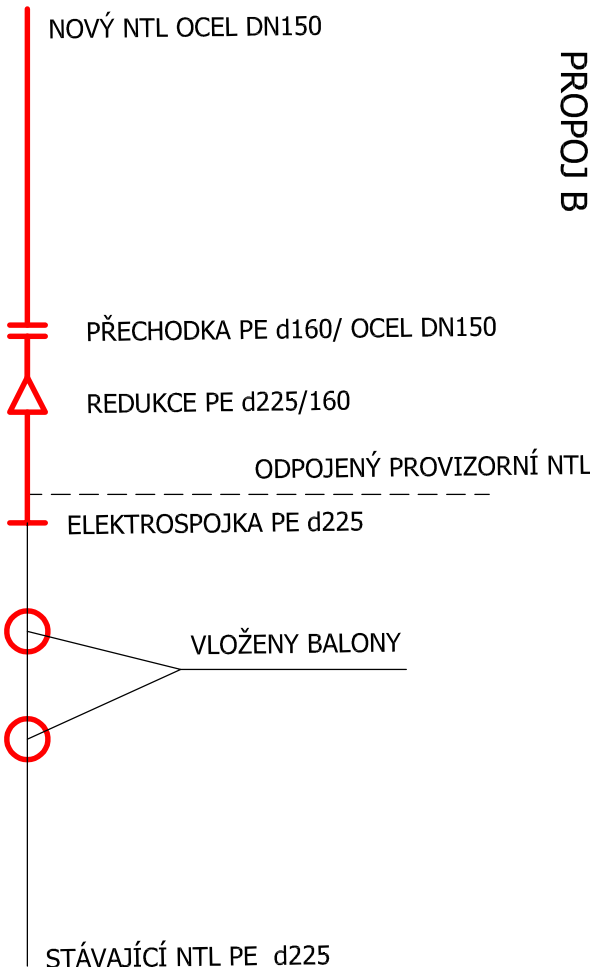 NOVÝ NTL OCEL DN150
PROPOJ B
PŘECHODKA PE d160/ OCEL DN150
REDUKCE PE d225/160
ODPOJENÝ PROVIZORNÍ NTL
ELEKTROSPOJKA PE d225
VLOŽENY BALONY
STÁVAJÍCÍ NTL PE d225